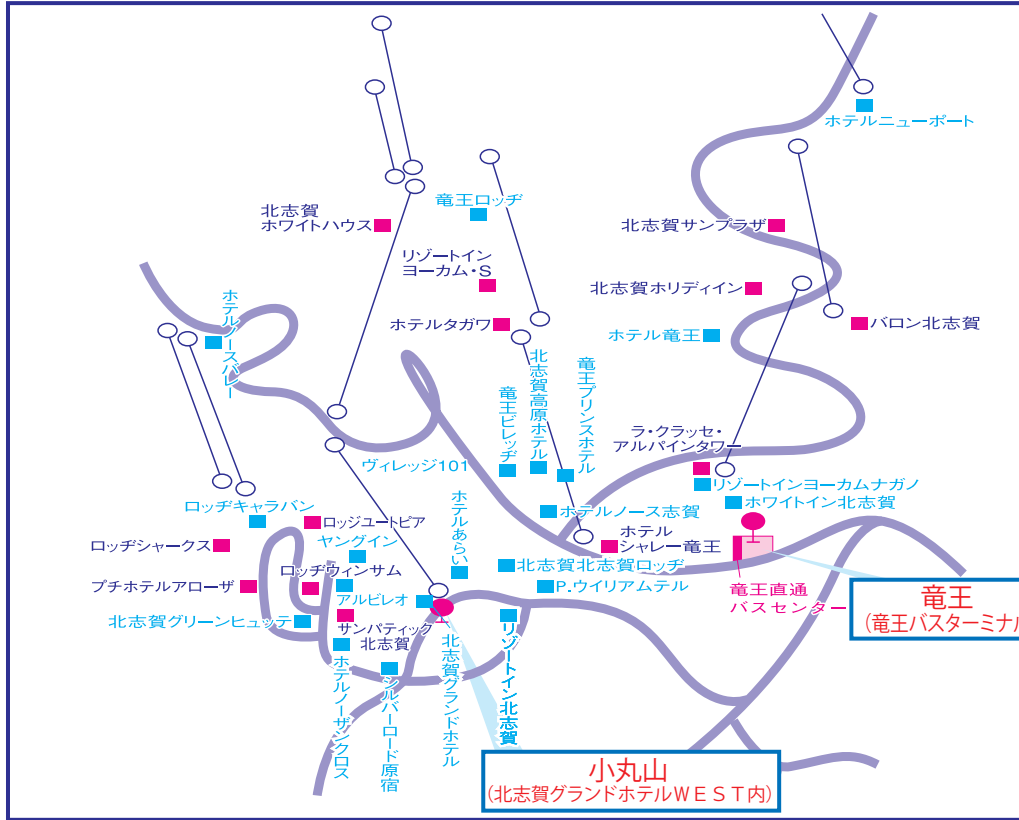 ホテルニューポート
竜王ロッヂ
北志賀
ホワイトハウス
北志賀サンプラザ
リゾートイン
ヨーカム・S
北志賀ホリディイン
ホテルノースバレー
ホテルタガワ
バロン北志賀
ホテル竜王
竜王ビレッヂ
北志賀高原ホテル
竜王プリンスホテル
ラ・クラッセ・
アルパインタワー
ヴィレッジ101
リゾートインヨーカムナガノ
ホワイトイン北志賀
ロッヂキャラバン
ホテルノース志賀
ロッジユートピア
ホテルあらい
ロッヂシャークス
ヤングイン
ホテル
シャレー竜王
ロッヂウィンサム
北志賀北志賀ロッヂ
プチホテルアローザ
アルビレオ
P.ウイリアムテル
竜王直通
バスセンター
北志賀グリーンヒュッテ
サンパティック
北志賀
竜王
(竜王バスターミナル
ホテルノーザンクロス
シルバーロード原宿
北志賀グランドホテル
リゾートイン北志賀
小丸山
(北志賀グランドホテルＷＥＳＴ内)